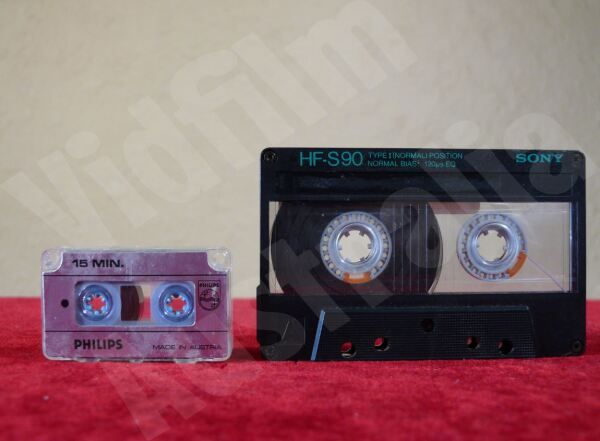 Vidfilm
Australia
15 MIN.
PHILIPS
PHILIPS
MADE IN AUSTRIA
HF-S90 TYPE I (NORMAL) POSITION
NORMAL BIAS 120µs EQ
SONY